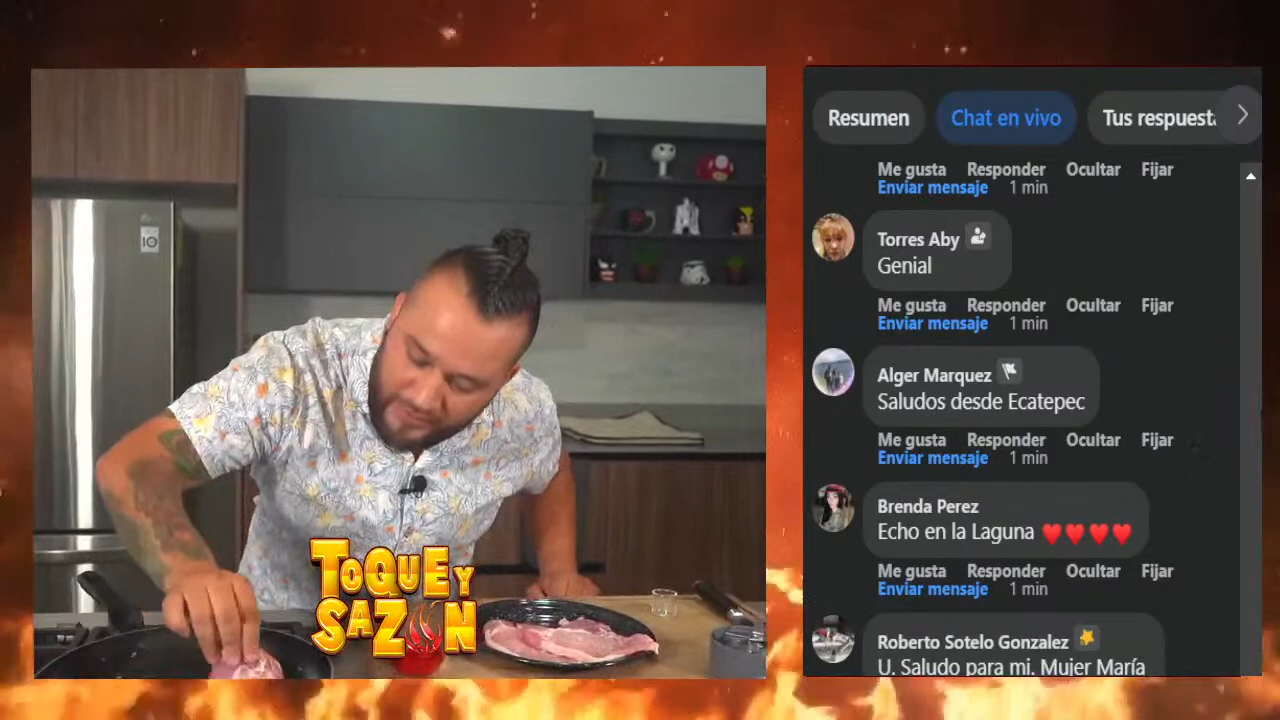 LG
TOQUE Y
SAZÓN
Resumen
Chat en vivo
Tus respuest
Me gusta Responder Ocultar Fijar
Enviar mensaje 1 min
Torres Aby
Genial
Me gusta Responder Ocultar Fijar
Enviar mensaje 1 min
Alger Marquez
Saludos desde Ecatepec
Me gusta Responder Ocultar Fijar
Enviar mensaje 1 min
Brenda Perez
Echo en la Laguna ❤❤❤❤
Me gusta Responder Ocultar Fijar
Enviar mensaje 1 min
Roberto Sotelo Gonzalez
U. Saludo para mi. Mujer María